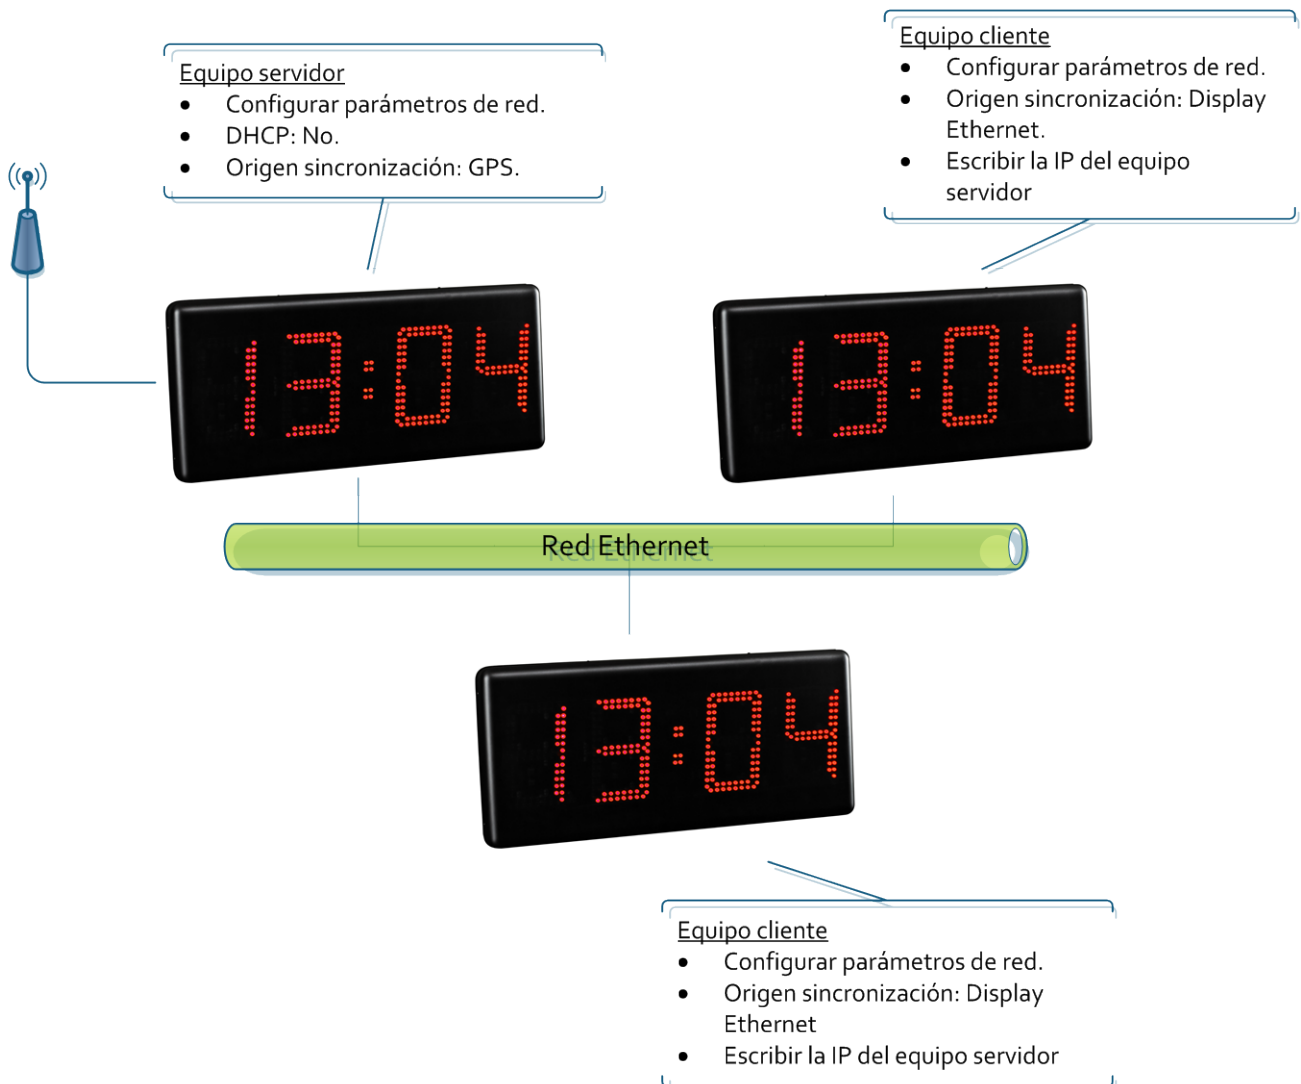 Equipo servidor
• Configurar parámetros de red.
• DHCP: No.
• Origen sincronización: GPS.
Equipo cliente
• Configurar parámetros de red.
• Origen sincronización: Display
Ethernet.
• Escribir la IP del equipo
servidor
13:04
13:04
Red Ethernet
13:04
Equipo cliente
• Configurar parámetros de red.
• Origen sincronización: Display
Ethernet
• Escribir la IP del equipo servidor